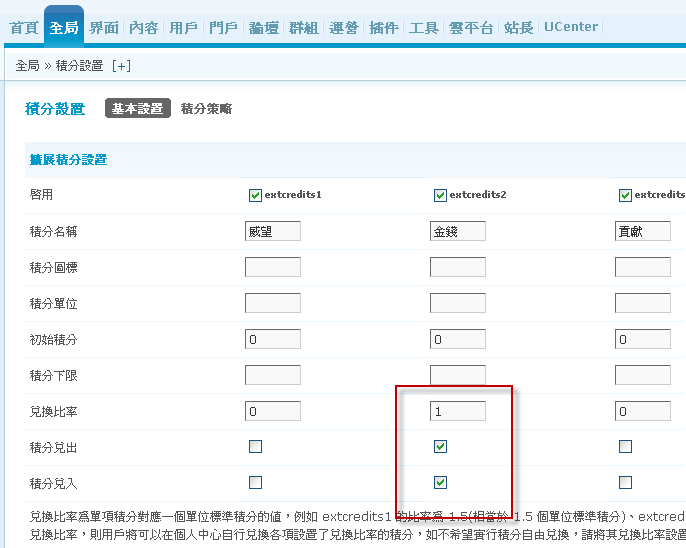 首頁 全局 界面 內容 用戶 門戶 論壇 群組 運營 插件 工具 雲平台 站長 UCenter
全局 » 積分設置 [+]
積分設置 基本設置 積分策略
擴展積分設置
啓用 extcredits1 extcredits2 extcredits
積分名稱 威望 金錢 貢獻
積分圖標
積分單位
初始積分 0 0 0
積分下限
兌換比率 0 1 0
積分兌出
積分兌入
兌換比率爲單項積分對應一個單位標準積分的值，例如 extcredits1 的比率爲 1.5(相當於 1.5 個單位標準積分)、extcred
兌換比率，則用戶將可以在個人中心自行兌換各項設置了兌換比率的積分，如不希望實行積分自由兌換，請將其兌換比率設置